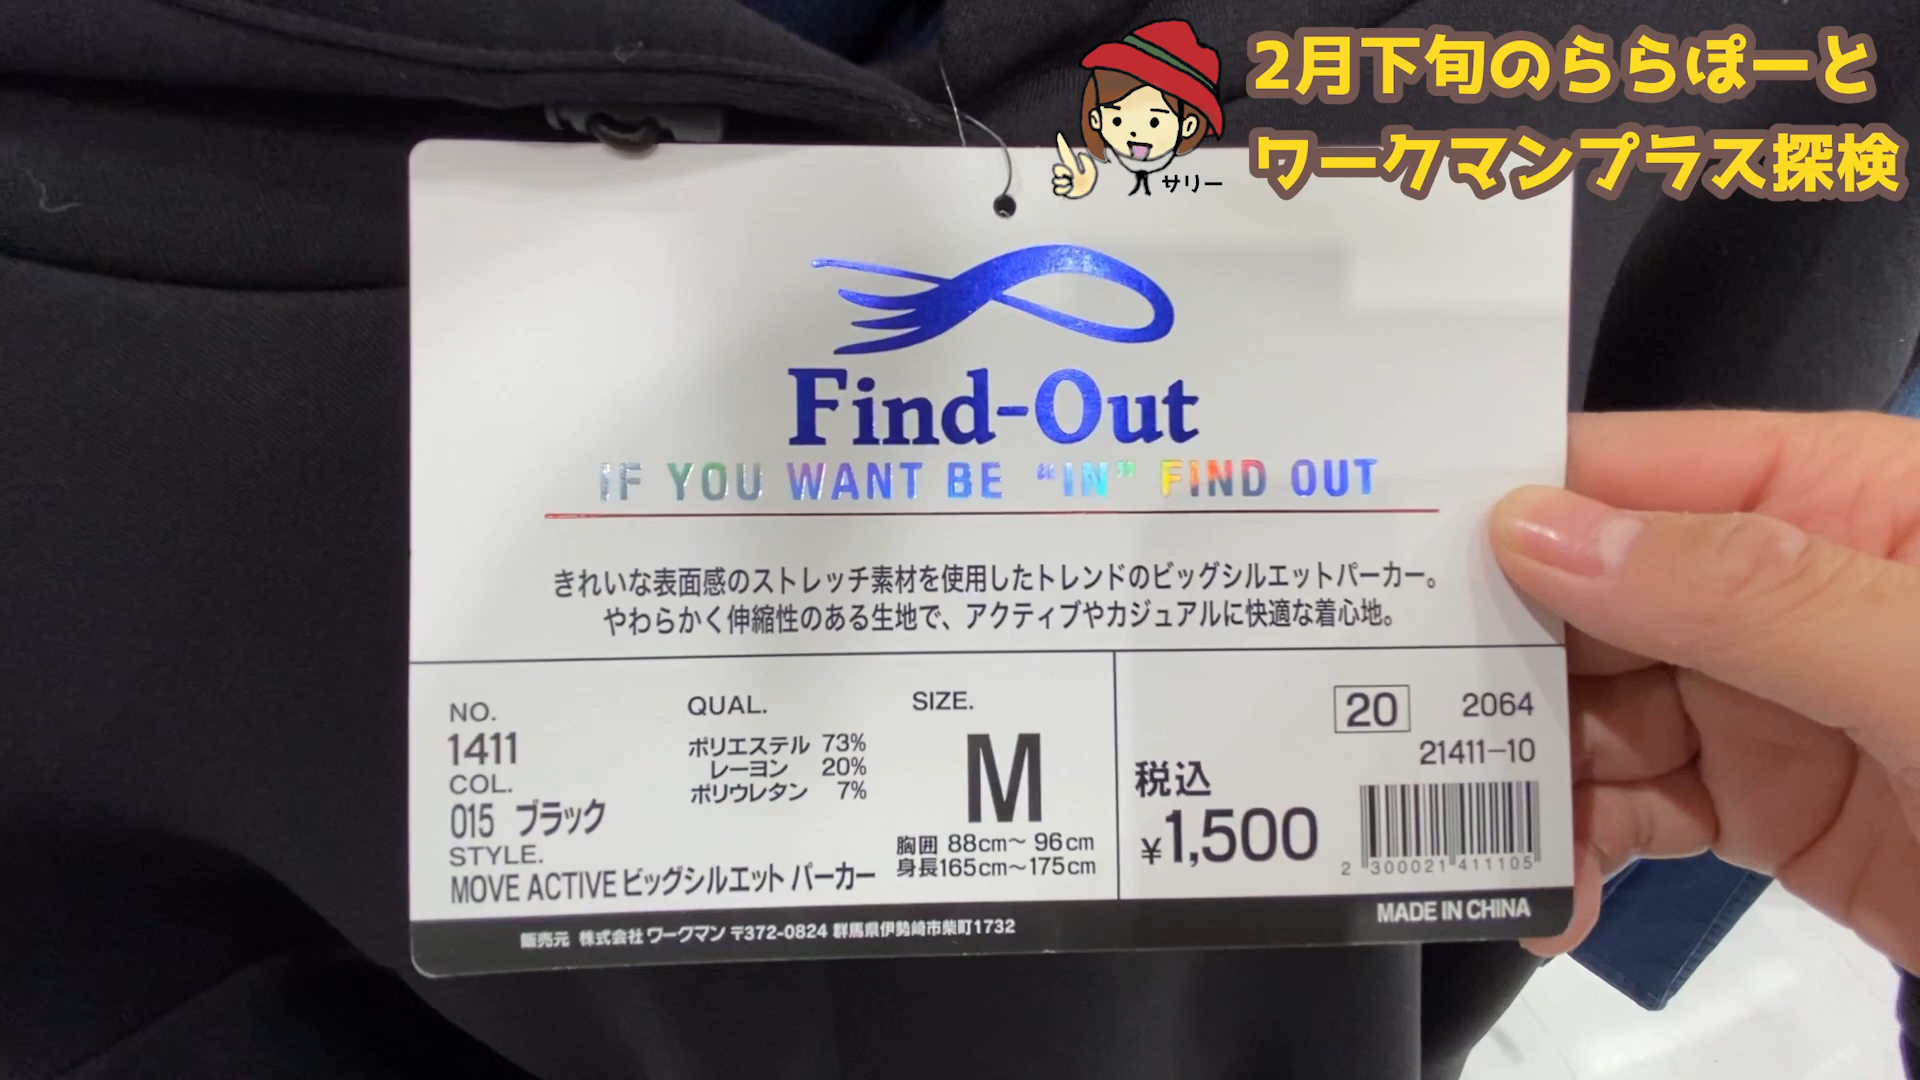 2月下旬のららぽーと
ワークマンプラス探検
サリー
Find-Out
IF YOU WANT BE “IN” FIND OUT
きれいな表面感のストレッチ素材を使用したトレンドのビッグシルエットパーカー。
やわらかく伸縮性のある生地で、アクティブやカジュアルに快適な着心地。
NO.
1411
COL.
015 ブラック
STYLE.
MOVE ACTIVE ビッグシルエット パーカー
QUAL.
ポリエステル 73%
レーヨン 20%
ポリウレタン 7%
SIZE.
M
胸囲 88cm〜 96cm
身長165cm〜175cm
20 2064
21411-10
税込
¥1,500
2 300021 411105
MADE IN CHINA
販売元 株式会社 ワークマン 〒372-0824 群馬県伊勢崎市柴町1732